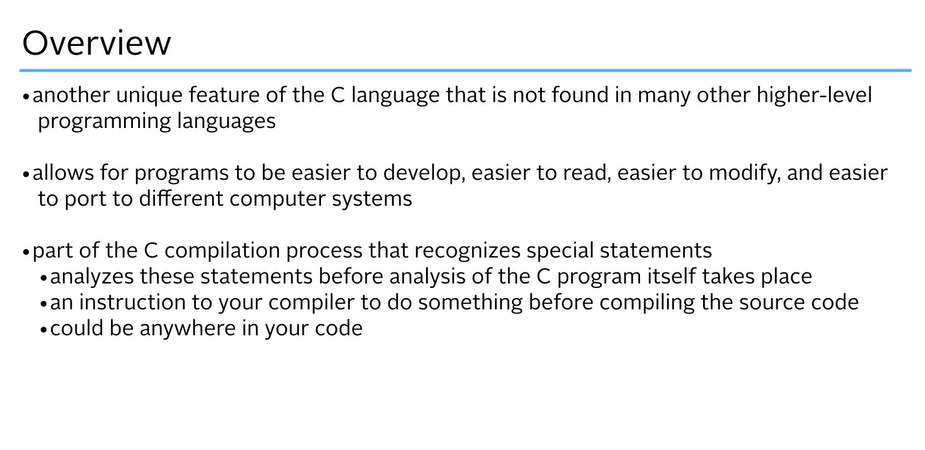 Overview
•another unique feature of the C language that is not found in many other higher-level
programming languages
•allows for programs to be easier to develop, easier to read, easier to modify, and easier
to port to different computer systems
•part of the C compilation process that recognizes special statements
•analyzes these statements before analysis of the C program itself takes place
•an instruction to your compiler to do something before compiling the source code
•could be anywhere in your code